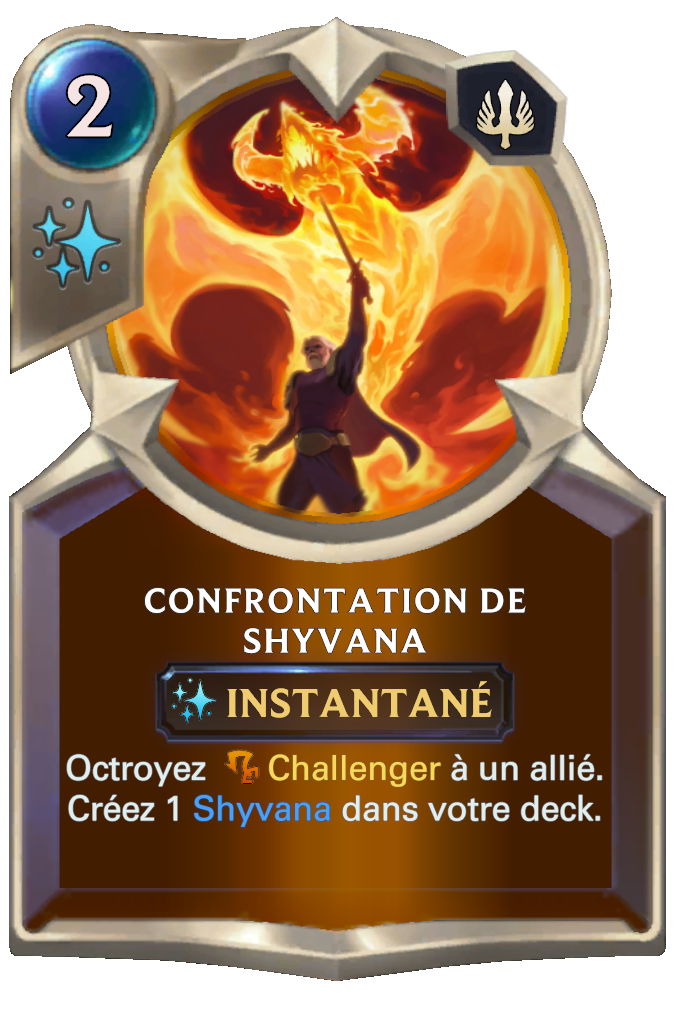 2
CONFRONTATION DE
SHYVANA
INSTANTANÉ
Octroyez Challenger à un allié.
Créez 1 Shyvana dans votre deck.